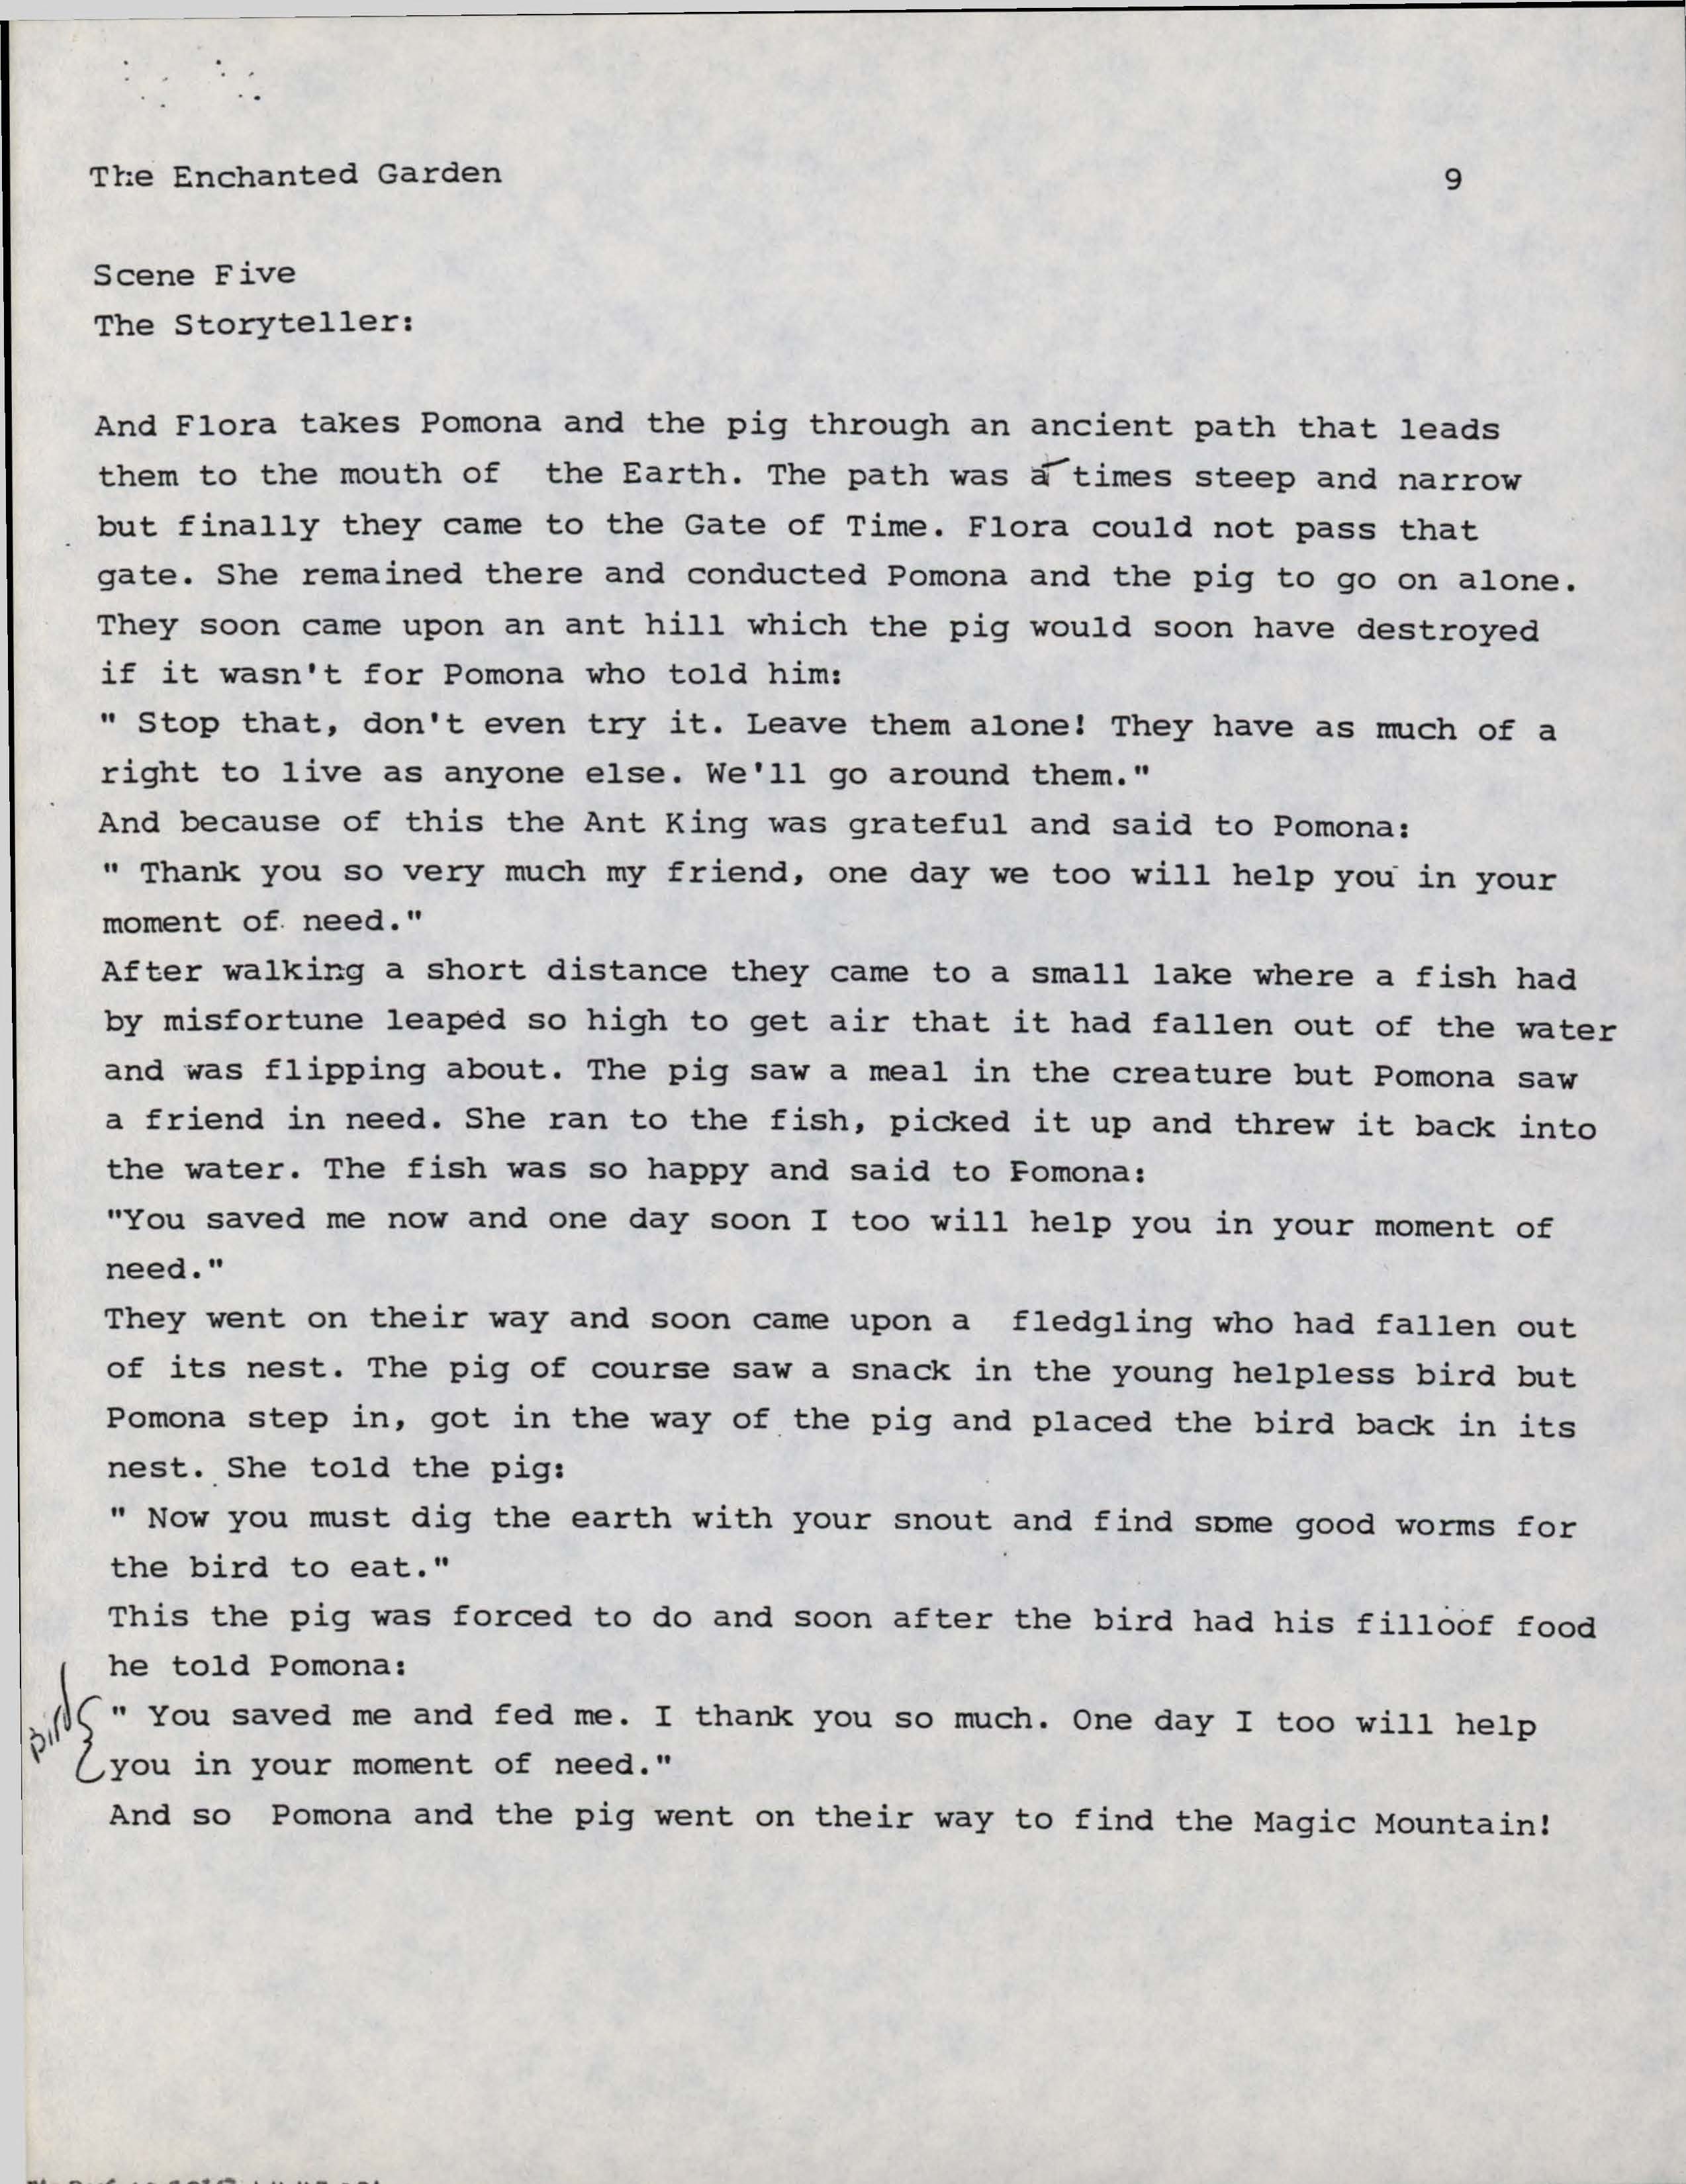 The Enchanted Garden 9
Scene Five
The Storyteller:
And Flora takes Pomona and the pig through an ancient path that leads
them to the mouth of the Earth. The path was at times steep and narrow
but finally they came to the Gate of Time. Flora could not pass that
gate. She remained there and conducted Pomona and the pig to go on alone.
They soon came upon an ant hill which the pig would soon have destroyed
if it wasn't for Pomona who told him:
" Stop that, don't even try it. Leave them alone! They have as much of a
right to live as anyone else. We'll go around them."
And because of this the Ant King was grateful and said to Pomona:
" Thank you so very much my friend, one day we too will help you in your
moment of need."
After walking a short distance they came to a small lake where a fish had
by misfortune leaped so high to get air that it had fallen out of the water
and was flipping about. The pig saw a meal in the creature but Pomona saw
a friend in need. She ran to the fish, picked it up and threw it back into
the water. The fish was so happy and said to Pomona:
"You saved me now and one day soon I too will help you in your moment of
need."
They went on their way and soon came upon a fledgling who had fallen out
of its nest. The pig of course saw a snack in the young helpless bird but
Pomona step in, got in the way of the pig and placed the bird back in its
nest. She told the pig:
" Now you must dig the earth with your snout and find some good worms for
the bird to eat."
This the pig was forced to do and soon after the bird had his filloof food
he told Pomona:
bird
" You saved me and fed me. I thank you so much. One day I too will help
you in your moment of need."
And so Pomona and the pig went on their way to find the Magic Mountain!